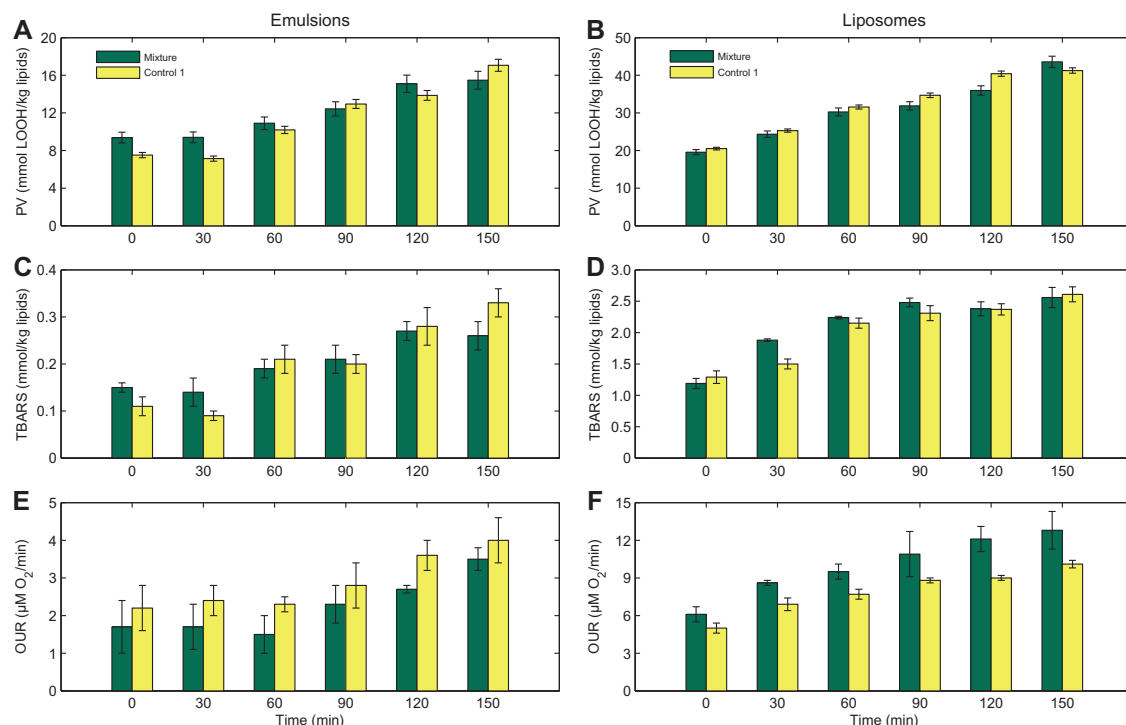 Emulsions
Liposomes
A
20
16
12
8
4
0
PV (mmol LOOH/kg lipids)
Mixture
Control 1
0 30 60 90 120 150
B
50
40
30
20
10
0
PV (mmol LOOH/kg lipids)
Mixture
Control 1
0 30 60 90 120 150
C
0.4
0.3
0.2
0.1
0
TBARS (mmol/kg lipids)
0 30 60 90 120 150
D
3.0
2.5
2.0
1.5
1.0
0.5
0
TBARS (mmol/kg lipids)
0 30 60 90 120 150
E
5
4
3
2
1
0
OUR (µM O₂/min)
0 30 60 90 120 150
Time (min)
F
15
12
9
6
3
0
OUR (µM O₂/min)
0 30 60 90 120 150
Time (min)